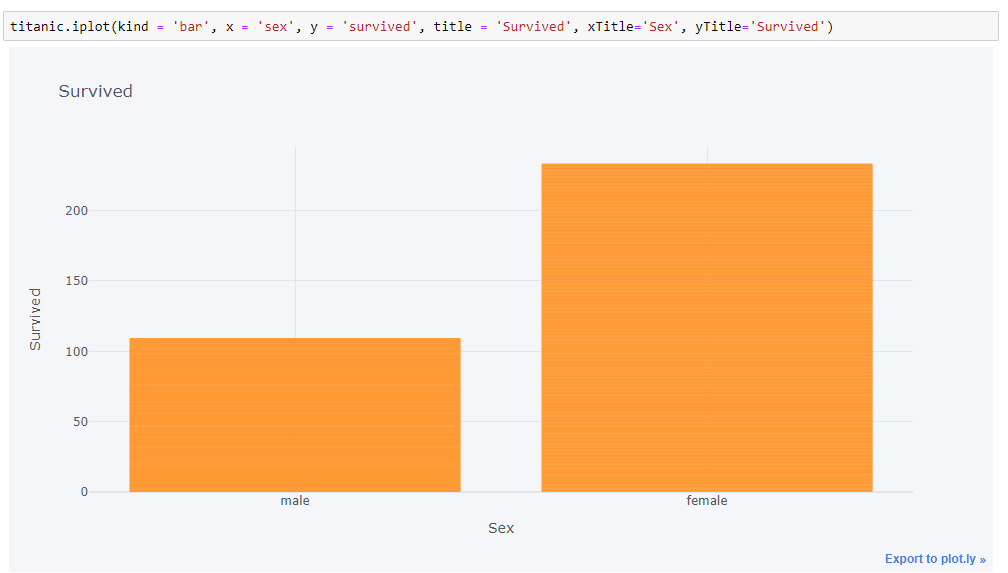 titanic.iplot(kind = 'bar', x = 'sex', y = 'survived', title = 'Survived', xTitle='Sex', yTitle='Survived')
Survived
200
150
100
50
0
Survived
male
female
Sex
Export to plot.ly »